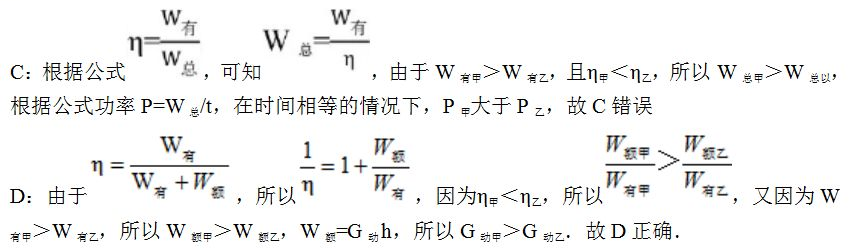 C：根据公式 η=W有/W总，可知 W总=W有/η，由于 W有甲＞W有乙，且η甲＜η乙，所以 W总甲＞W总以，
根据公式功率 P=W总/t，在时间相等的情况下，P甲大于 P乙，故 C 错误
D：由于 η=W有/(W有+W额)，所以 1/η=1+W额/W有，因为η甲＜η乙，所以 W额甲/W有甲>W额乙/W有乙，又因为 W
有甲＞W有乙，所以 W额甲＞W额乙，W额=G动h，所以 G动甲＞G动乙．故 D 正确．